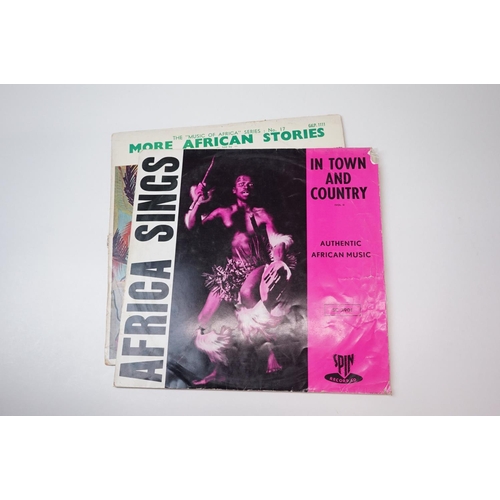 THE "MUSIC OF AFRICA" SERIES - No. 17
MORE AFRICAN STORIES
AFRICA SINGS
IN TOWN
AND
COUNTRY
AUTHENTIC
AFRICAN MUSIC
SPIN
RECORDING